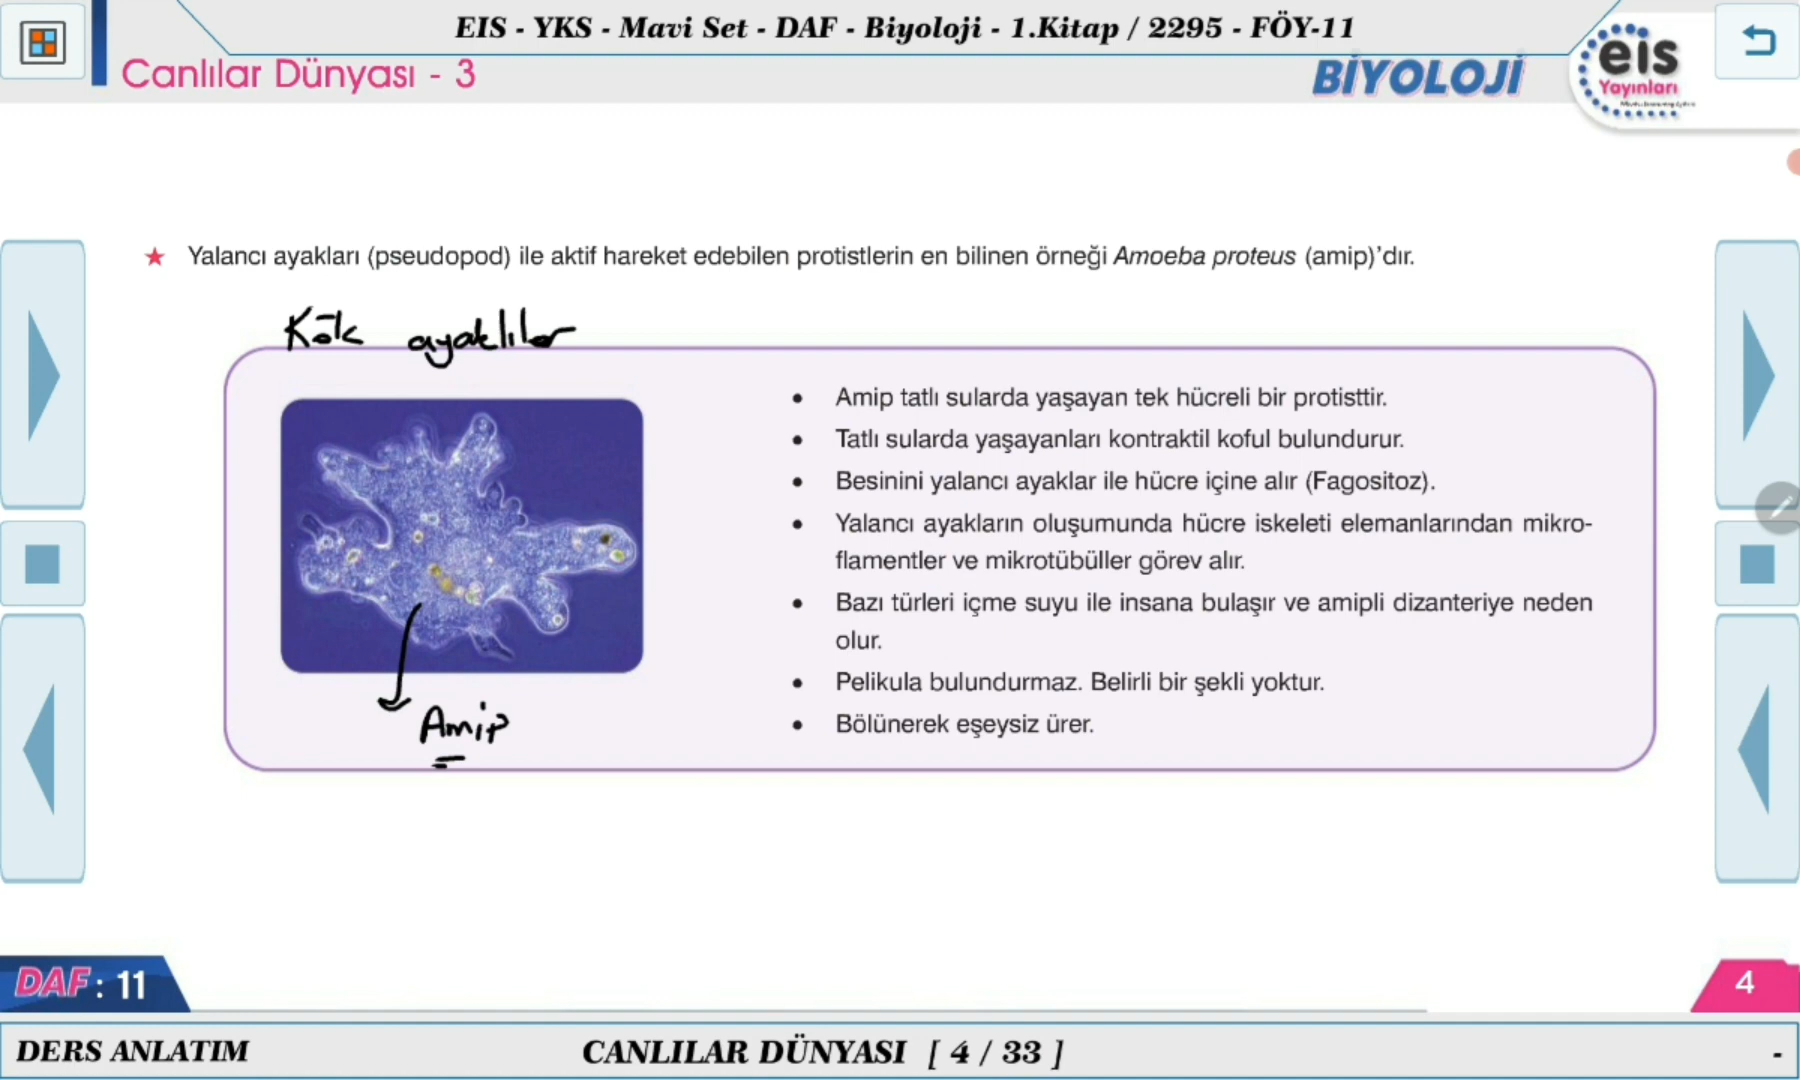 EIS - YKS - Mavi Set - DAF - Biyoloji - 1.Kitap / 2295 - FÖY-11
Canlılar Dünyası - 3
BİYOLOJİ
eis
Yayınları
★ Yalancı ayakları (pseudopod) ile aktif hareket edebilen protistlerin en bilinen örneği Amoeba proteus (amip)'dır.
Kök ayaklılar
• Amip tatlı sularda yaşayan tek hücreli bir protisttir.
• Tatlı sularda yaşayanları kontraktil koful bulundurur.
• Besinini yalancı ayaklar ile hücre içine alır (Fagositoz).
• Yalancı ayakların oluşumunda hücre iskeleti elemanlarından mikro-
flamentler ve mikrotübüller görev alır.
• Bazı türleri içme suyu ile insana bulaşır ve amipli dizanteriye neden
olur.
• Pelikula bulundurmaz. Belirli bir şekli yoktur.
• Bölünerek eşeysiz ürer.
Amip
DAF : 11
4
DERS ANLATIM
CANLILAR DÜNYASI [ 4 / 33 ]
-